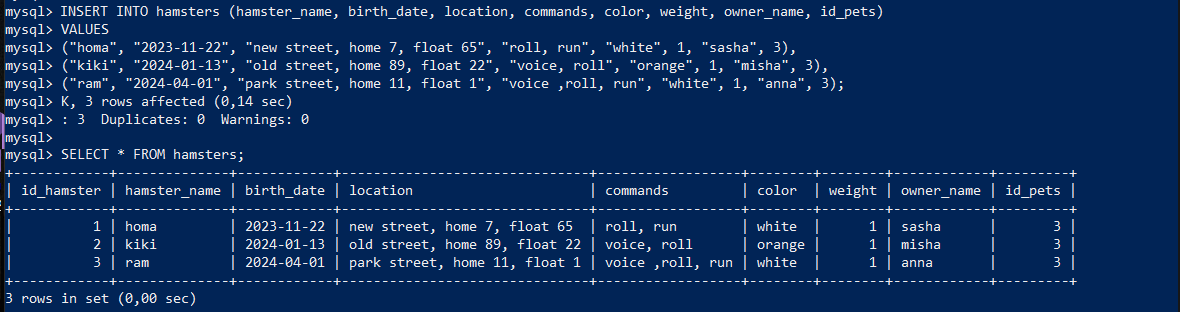 mysql> INSERT INTO hamsters (hamster_name, birth_date, location, commands, color, weight, owner_name, id_pets)
mysql> VALUES
mysql> ("homa", "2023-11-22", "new street, home 7, float 65", "roll, run", "white", 1, "sasha", 3),
mysql> ("kiki", "2024-01-13", "old street, home 89, float 22", "voice, roll", "orange", 1, "misha", 3),
mysql> ("ram", "2024-04-01", "park street, home 11, float 1", "voice ,roll, run", "white", 1, "anna", 3);
mysql> K, 3 rows affected (0,14 sec)
mysql> : 3  Duplicates: 0  Warnings: 0
mysql>
mysql> SELECT * FROM hamsters;
+------------+--------------+------------+-------------------------------+------------------+--------+--------+------------+---------+
| id_hamster | hamster_name | birth_date | location                      | commands         | color  | weight | owner_name | id_pets |
+------------+--------------+------------+-------------------------------+------------------+--------+--------+------------+---------+
|          1 | homa         | 2023-11-22 | new street, home 7, float 65  | roll, run        | white  |      1 | sasha      |       3 |
|          2 | kiki         | 2024-01-13 | old street, home 89, float 22 | voice, roll      | orange |      1 | misha      |       3 |
|          3 | ram          | 2024-04-01 | park street, home 11, float 1 | voice ,roll, run | white  |      1 | anna       |       3 |
+------------+--------------+------------+-------------------------------+------------------+--------+--------+------------+---------+
3 rows in set (0,00 sec)